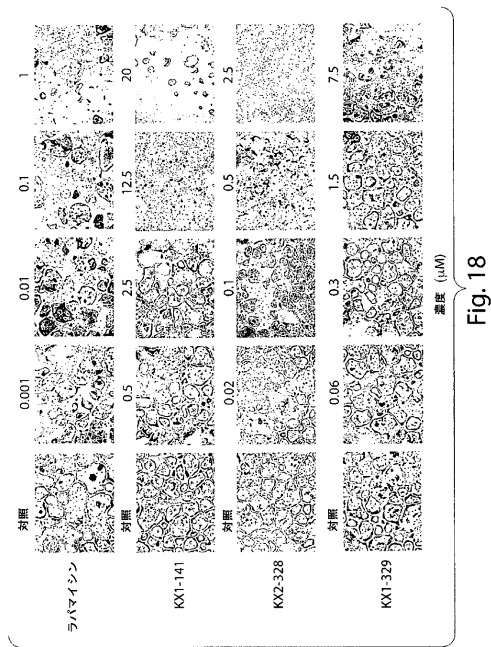 対照 0.001 0.01 0.1 1
ラパマイシン
対照 0.5 2.5 12.5 20
KX1-141
対照 0.02 0.1 0.5 2.5
KX2-328
対照 0.06 0.3 1.5 7.5
KX1-329
濃度 (μM)
Fig. 18